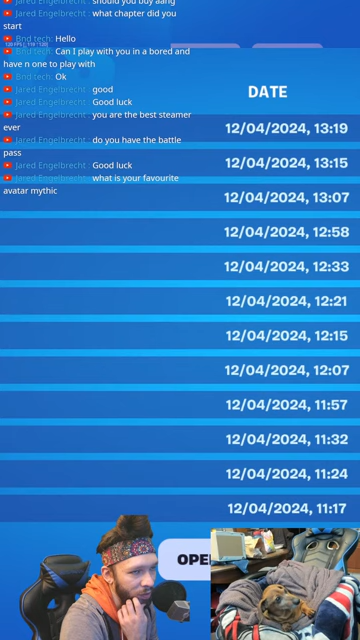 Jared Engelbrecht: should you buy aang
Jared Engelbrecht: what chapter did you
start
Bnd tech: Hello
Bnd tech: Can I play with you in a bored and
have n one to play with
Bnd tech: Ok
Jared Engelbrecht: good
Jared Engelbrecht: Good luck
Jared Engelbrecht: you are the best steamer
ever
Jared Engelbrecht: do you have the battle
pass
Jared Engelbrecht: Good luck
Jared Engelbrecht: what is your favourite
avatar mythic
DATE
12/04/2024, 13:19
12/04/2024, 13:15
12/04/2024, 13:07
12/04/2024, 12:58
12/04/2024, 12:33
12/04/2024, 12:21
12/04/2024, 12:15
12/04/2024, 12:07
12/04/2024, 11:57
12/04/2024, 11:32
12/04/2024, 11:24
12/04/2024, 11:17
OPE